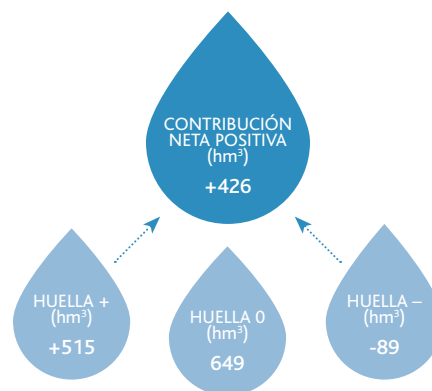 CONTRIBUCIÓN
NETA POSITIVA
(hm³)
+426
HUELLA +
(hm³)
+515
HUELLA 0
(hm³)
649
HUELLA –
(hm³)
-89